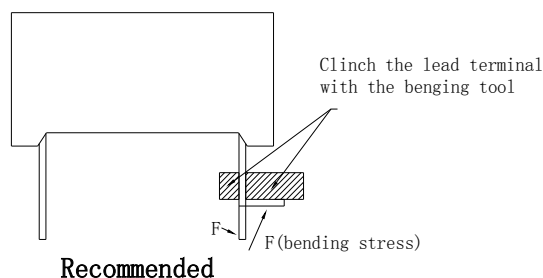 Clinch the lead terminal
with the benging tool
F
F(bending stress)
Recommended